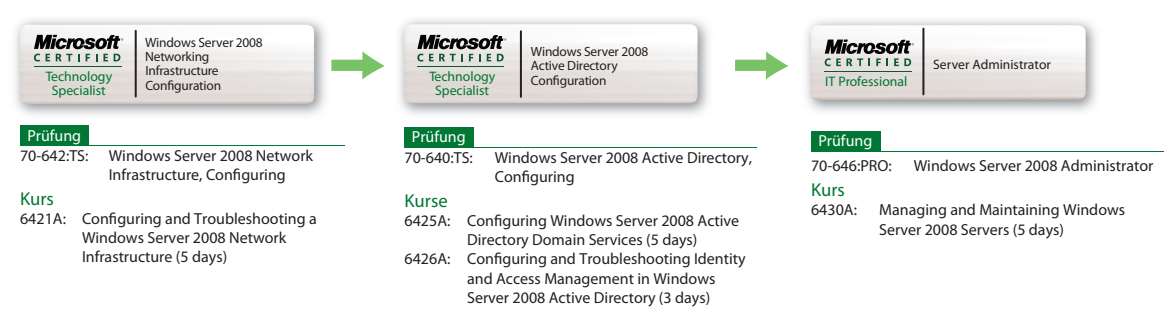 Microsoft
CERTIFIED
Technology
Specialist
Windows Server 2008
Networking
Infrastructure
Configuration
Prüfung
70-642:TS: Windows Server 2008 Network
Infrastructure, Configuring
Kurs
6421A: Configuring and Troubleshooting a
Windows Server 2008 Network
Infrastructure (5 days)
Microsoft
CERTIFIED
Technology
Specialist
Windows Server 2008
Active Directory
Configuration
Prüfung
70-640:TS: Windows Server 2008 Active Directory,
Configuring
Kurse
6425A: Configuring Windows Server 2008 Active
Directory Domain Services (5 days)
6426A: Configuring and Troubleshooting Identity
and Access Management in Windows
Server 2008 Active Directory (3 days)
Microsoft
CERTIFIED
IT Professional
Server Administrator
Prüfung
70-646:PRO: Windows Server 2008 Administrator
Kurs
6430A: Managing and Maintaining Windows
Server 2008 Servers (5 days)